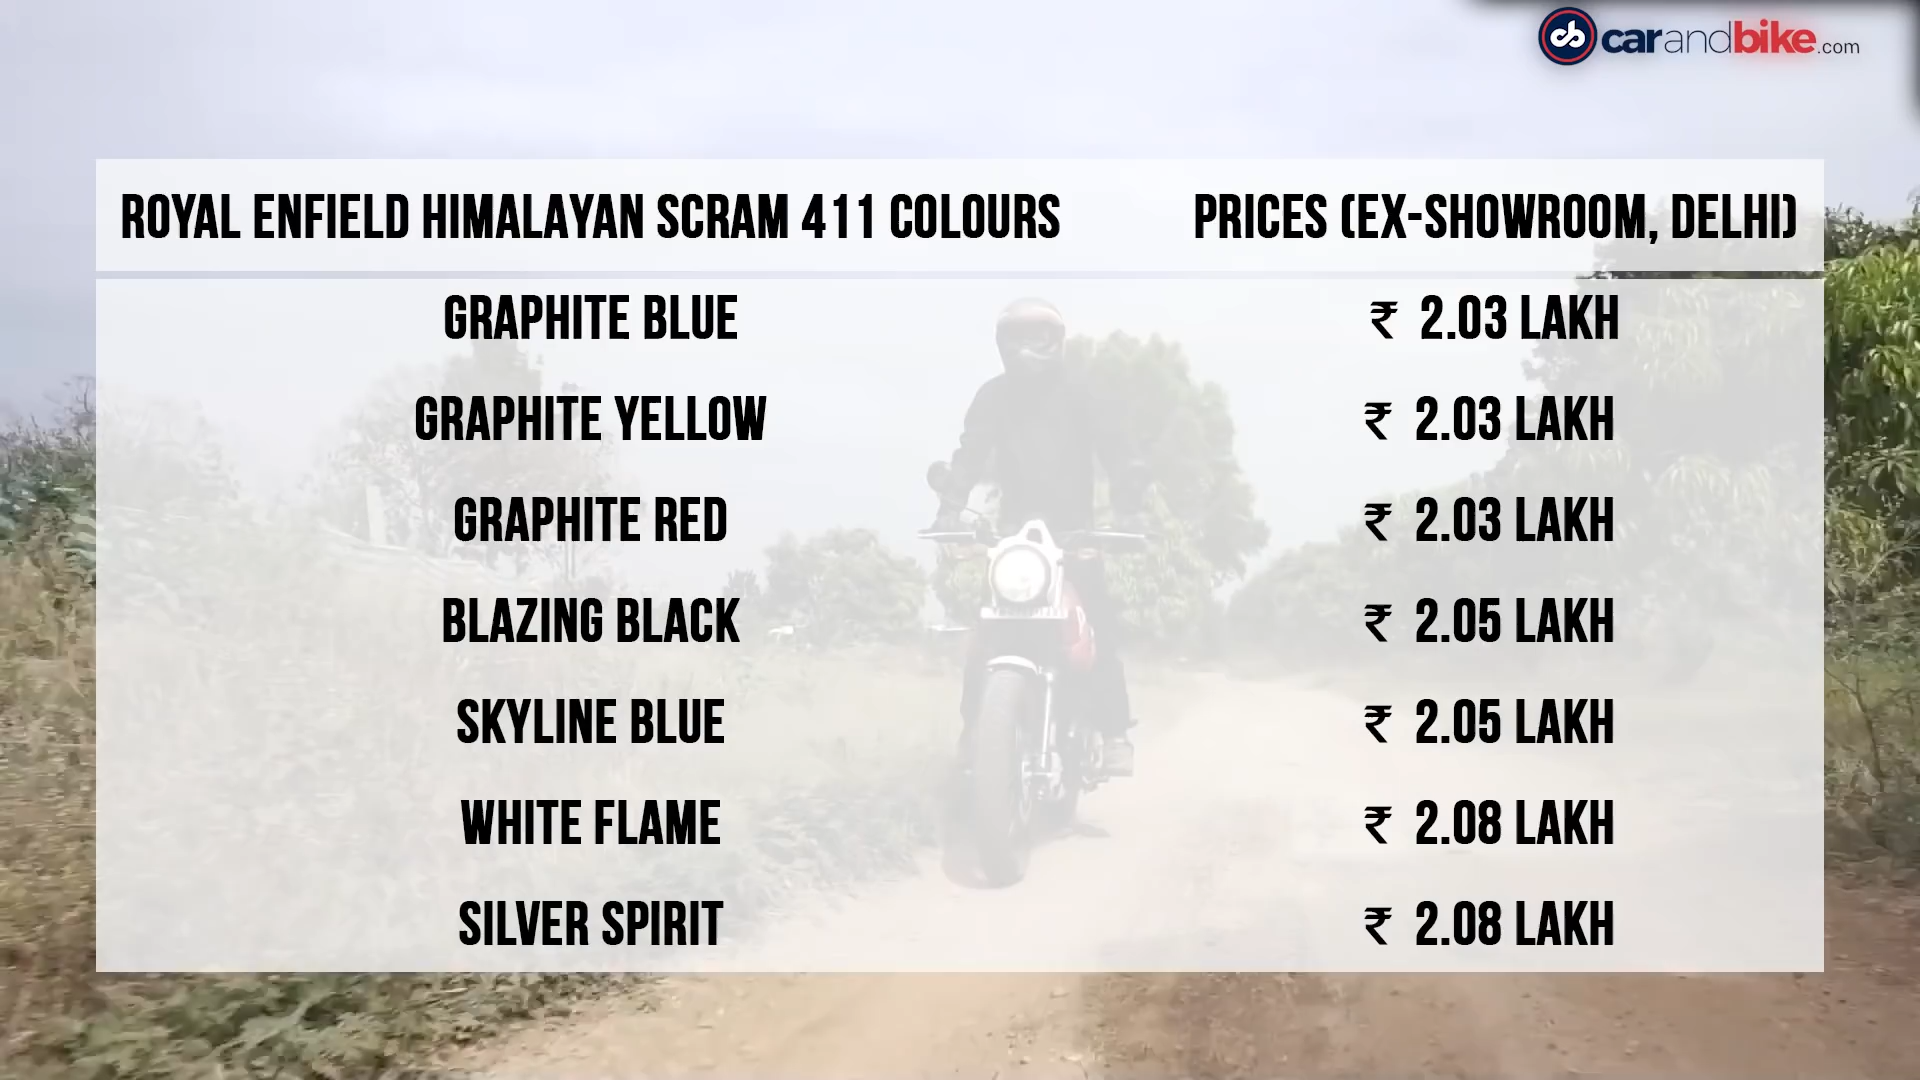 carandbike.com
ROYAL ENFIELD HIMALAYAN SCRAM 411 COLOURS PRICES (EX-SHOWROOM, DELHI)
GRAPHITE BLUE ₹ 2.03 LAKH
GRAPHITE YELLOW ₹ 2.03 LAKH
GRAPHITE RED ₹ 2.03 LAKH
BLAZING BLACK ₹ 2.05 LAKH
SKYLINE BLUE ₹ 2.05 LAKH
WHITE FLAME ₹ 2.08 LAKH
SILVER SPIRIT ₹ 2.08 LAKH